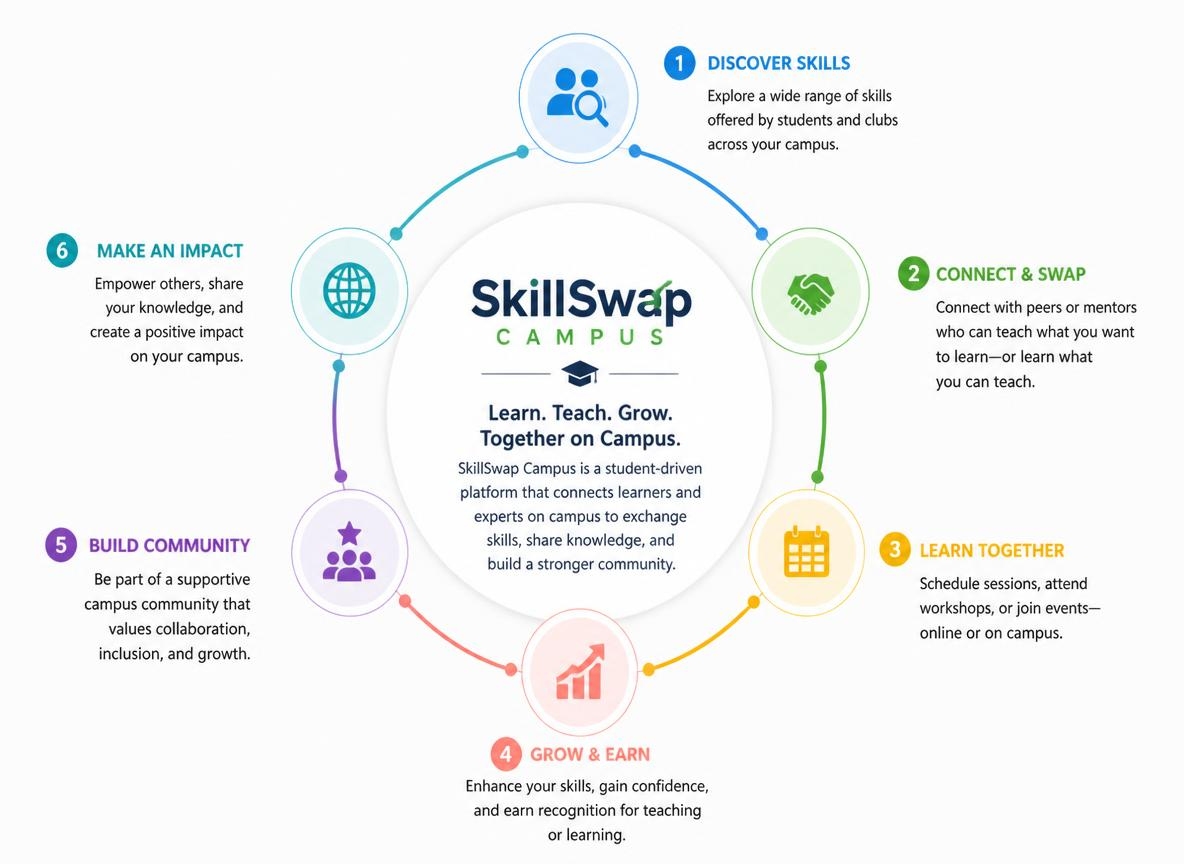 1 DISCOVER SKILLS
Explore a wide range of skills
offered by students and clubs
across your campus.
2 CONNECT & SWAP
Connect with peers or mentors
who can teach what you want
to learn—or learn what
you can teach.
3 LEARN TOGETHER
Schedule sessions, attend
workshops, or join events—
online or on campus.
4 GROW & EARN
Enhance your skills, gain confidence,
and earn recognition for teaching
or learning.
5 BUILD COMMUNITY
Be part of a supportive
campus community that
values collaboration,
inclusion, and growth.
6 MAKE AN IMPACT
Empower others, share
your knowledge, and
create a positive impact
on your campus.
SkillSwap
CAMPUS
Learn. Teach. Grow.
Together on Campus.
SkillSwap Campus is a student-driven
platform that connects learners and
experts on campus to exchange
skills, share knowledge, and
build a stronger community.